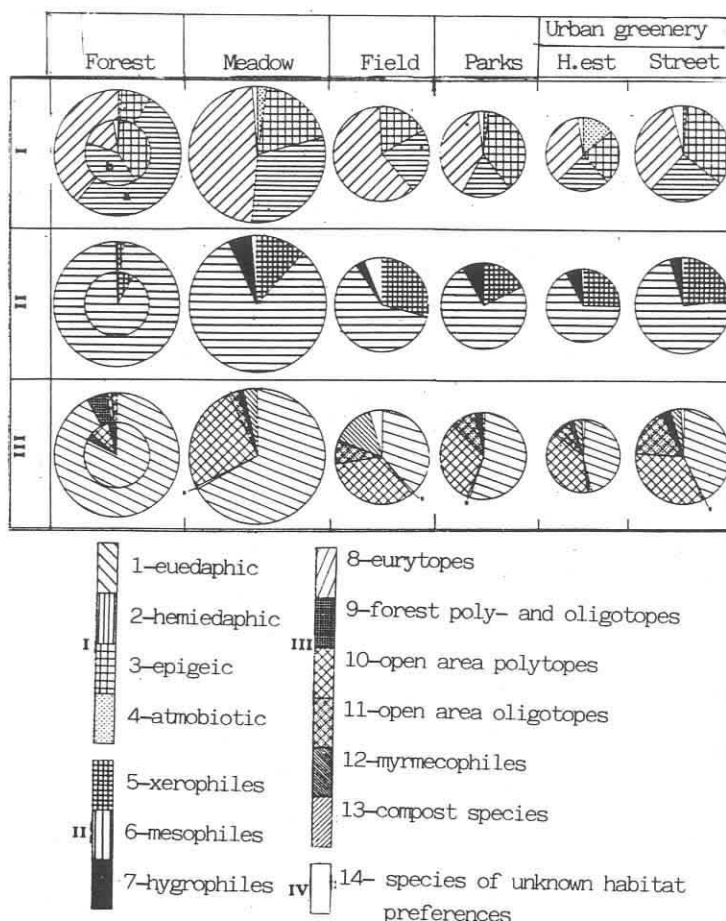 Urban greenery
Forest Meadow Field Parks H.est Street
I
b
a
II
III
I
1-euedaphic
2-hemiedaphic
3-epigeic
4-atmobiotic
II
5-xerophiles
6-mesophiles
7-hygrophiles
III
8-eurytopes
9-forest poly- and oligotopes
10-open area polytopes
11-open area oligotopes
12-myrmecophiles
13-compost species
IV
14- species of unknown habitat
preferences